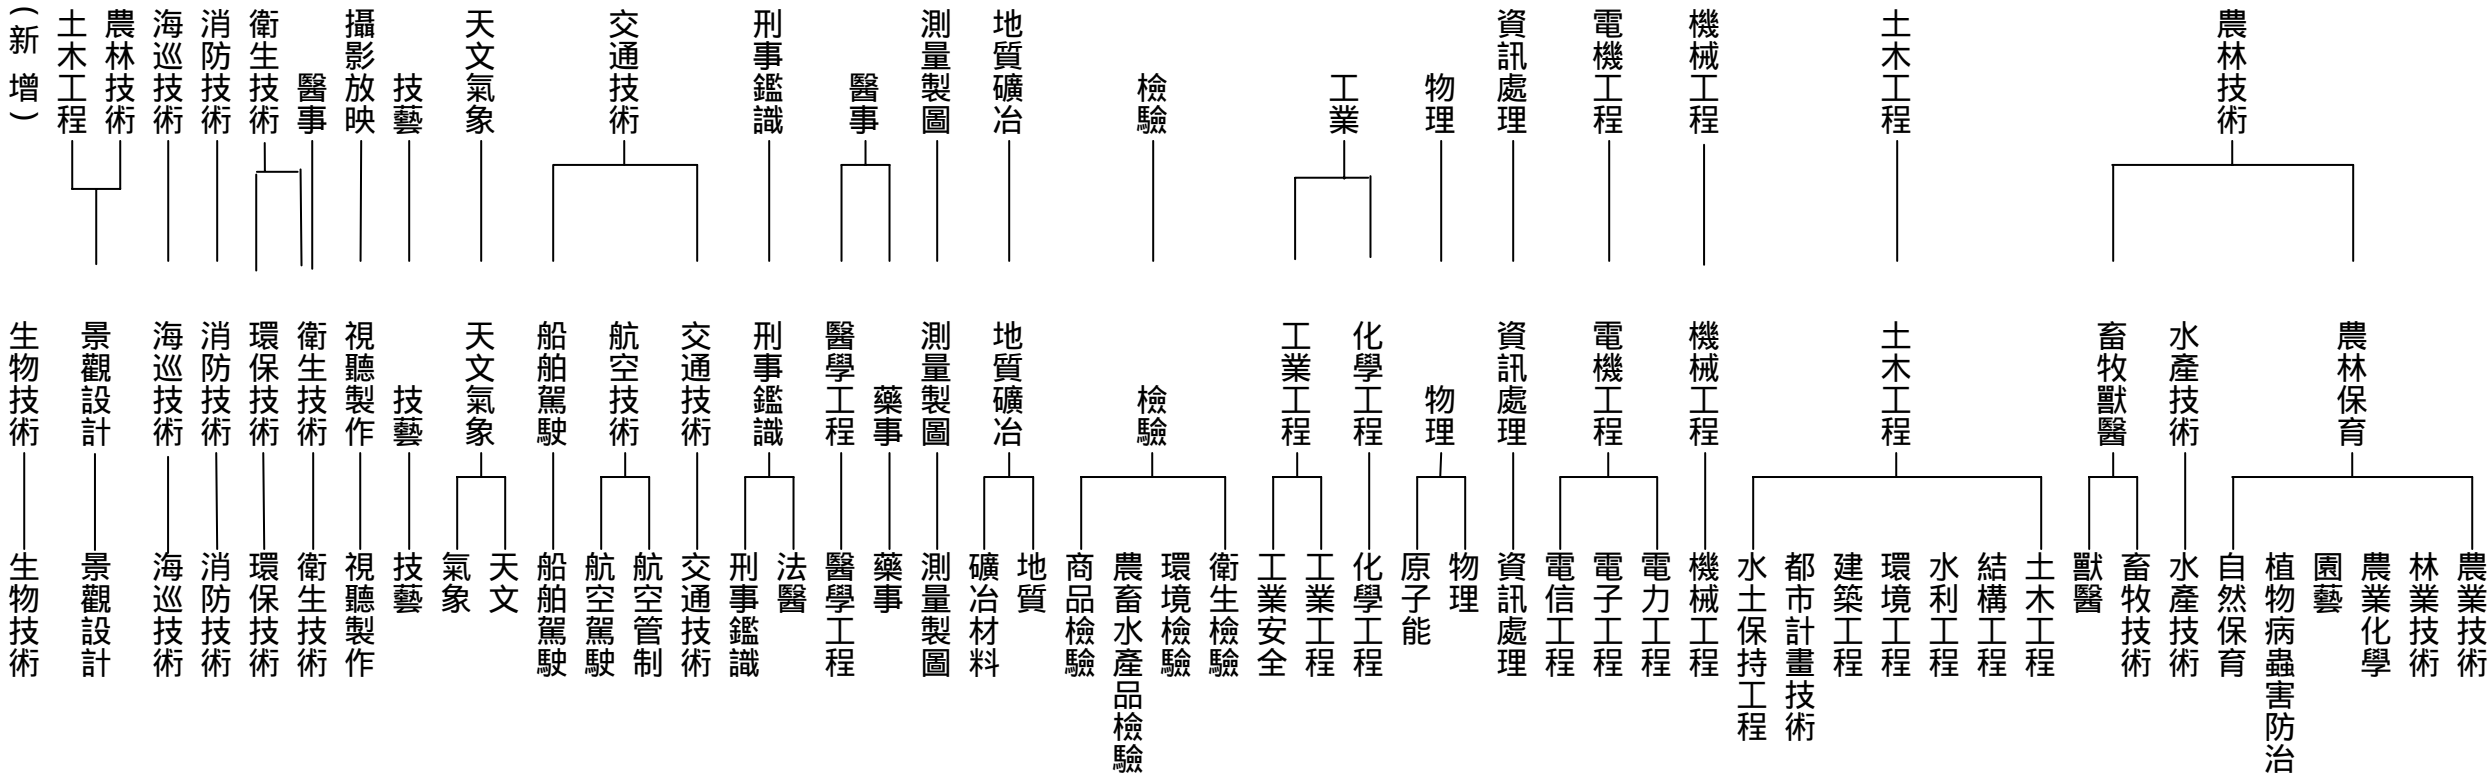 農林技術
土木工程
機械工程
電機工程
資訊處理
物理
工業
檢驗
地質礦冶
測量製圖
醫事
刑事鑑識
交通技術
天文氣象
技藝
攝影放映
醫事
衛生技術
消防技術
海巡技術
農林技術
土木工程
（新增）
農林保育
水產技術
畜牧獸醫
土木工程
機械工程
電機工程
資訊處理
物理
化學工程
工業工程
檢驗
地質礦冶
測量製圖
藥事
醫學工程
刑事鑑識
交通技術
航空技術
船舶駕駛
天文氣象
技藝
視聽製作
衛生技術
環保技術
消防技術
海巡技術
景觀設計
生物技術
農業技術
林業技術
農業化學
園藝
植物病蟲害防治
自然保育
水產技術
畜牧技術
獸醫
土木工程
結構工程
水利工程
環境工程
建築工程
都市計畫技術
水土保持工程
機械工程
電力工程
電子工程
電信工程
資訊處理
物理
原子能
化學工程
工業工程
工業安全
衛生檢驗
環境檢驗
農畜水產品檢驗
商品檢驗
地質
礦冶材料
測量製圖
藥事
醫學工程
法醫
刑事鑑識
交通技術
航空管制
航空駕駛
船舶駕駛
天文
氣象
技藝
視聽製作
衛生技術
環保技術
消防技術
海巡技術
景觀設計
生物技術